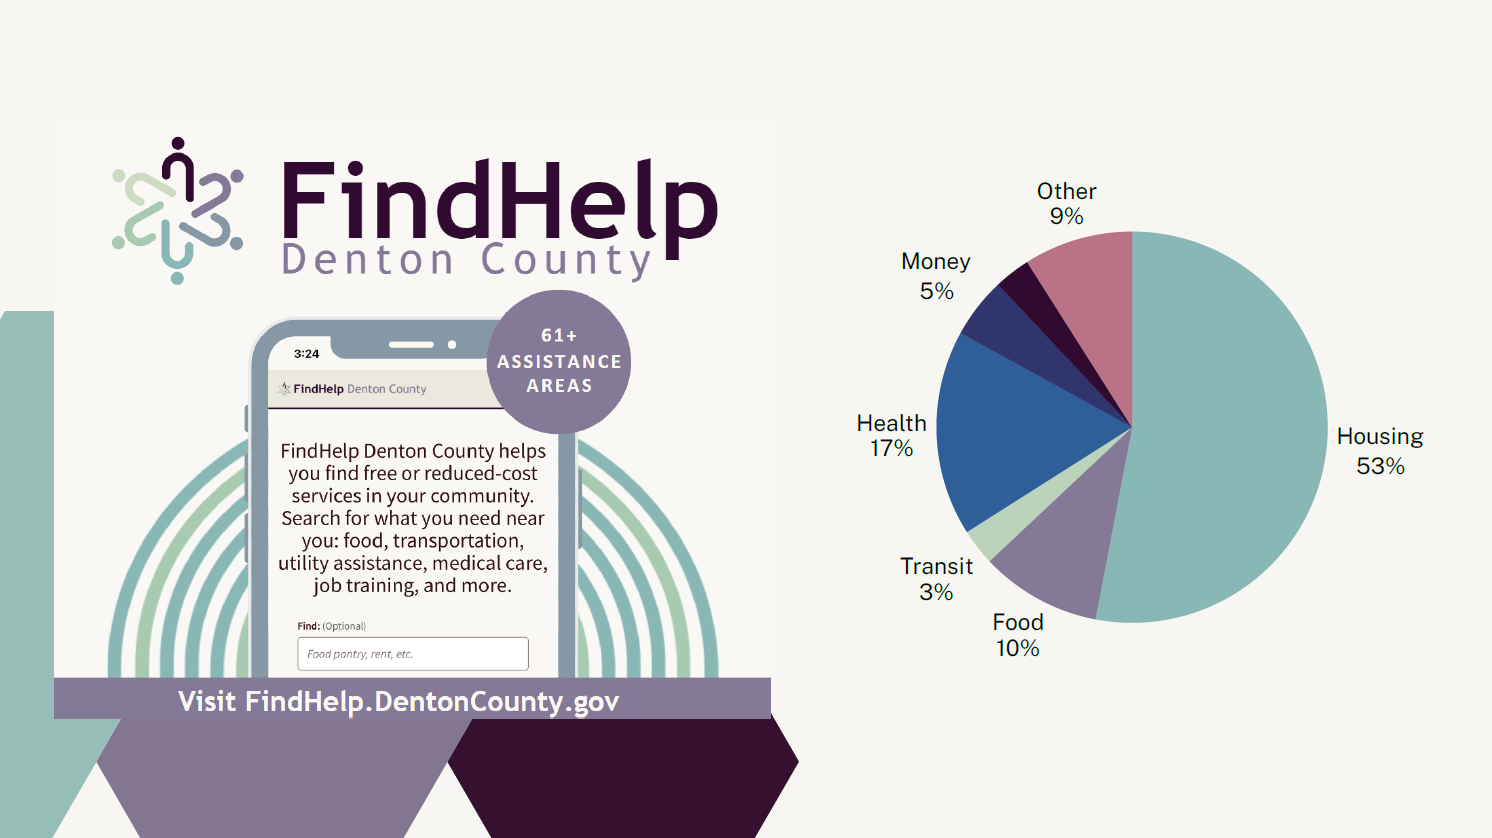 FindHelp
Denton County
61+
ASSISTANCE
AREAS
3:24
FindHelp Denton County
FindHelp Denton County helps
you find free or reduced-cost
services in your community.
Search for what you need near
you: food, transportation,
utility assistance, medical care,
job training, and more.
Find: (Optional)
Food pantry, rent, etc.
Visit FindHelp.DentonCounty.gov
Other
9%
Money
5%
Health
17%
Transit
3%
Food
10%
Housing
53%